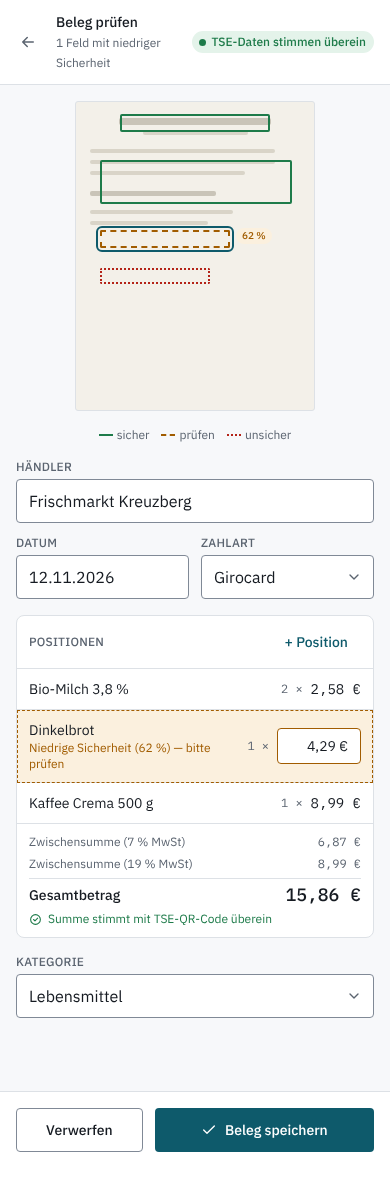 Beleg prüfen
1 Feld mit niedriger
Sicherheit
TSE-Daten stimmen überein
62 %
sicher prüfen unsicher
HÄNDLER
Frischmarkt Kreuzberg
DATUM ZAHLART
12.11.2026 Girocard
POSITIONEN + Position
Bio-Milch 3,8 % 2 × 2,58 €
Dinkelbrot
Niedrige Sicherheit (62 %) — bitte
prüfen
1 × 4,29 €
Kaffee Crema 500 g 1 × 8,99 €
Zwischensumme (7 % MwSt) 6,87 €
Zwischensumme (19 % MwSt) 8,99 €
Gesamtbetrag 15,86 €
Summe stimmt mit TSE-QR-Code überein
KATEGORIE
Lebensmittel
Verwerfen Beleg speichern